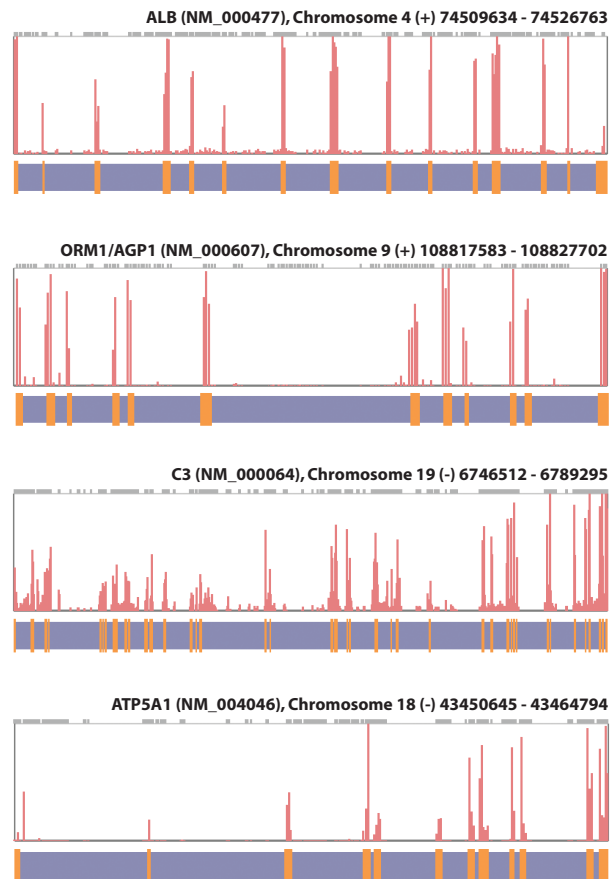 ALB (NM_000477), Chromosome 4 (+) 74509634 - 74526763
ORM1/AGP1 (NM_000607), Chromosome 9 (+) 108817583 - 108827702
C3 (NM_000064), Chromosome 19 (-) 6746512 - 6789295
ATP5A1 (NM_004046), Chromosome 18 (-) 43450645 - 43464794